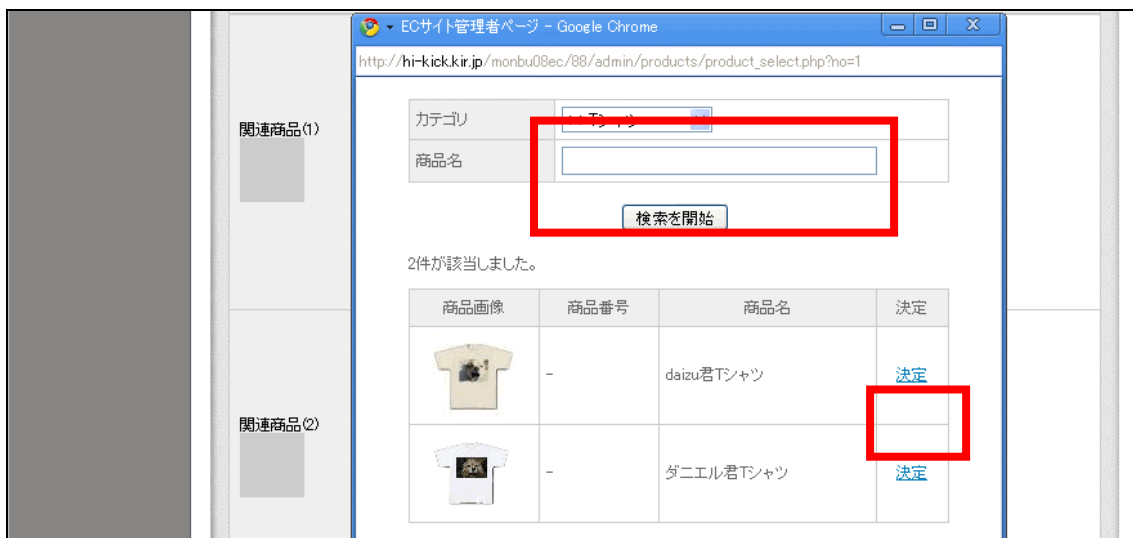 ECサイト管理者ページ - Google Chrome
http://hi-kick.kir.jp/monbu08ec/88/admin/products/product_select.php?no=1
カテゴリ
Tシャツ
関連商品(1)
商品名
検索を開始
2件が該当しました。
商品画像 商品番号 商品名 決定
- daizu君Tシャツ 決定
関連商品(2)
- ダニエル君Tシャツ 決定